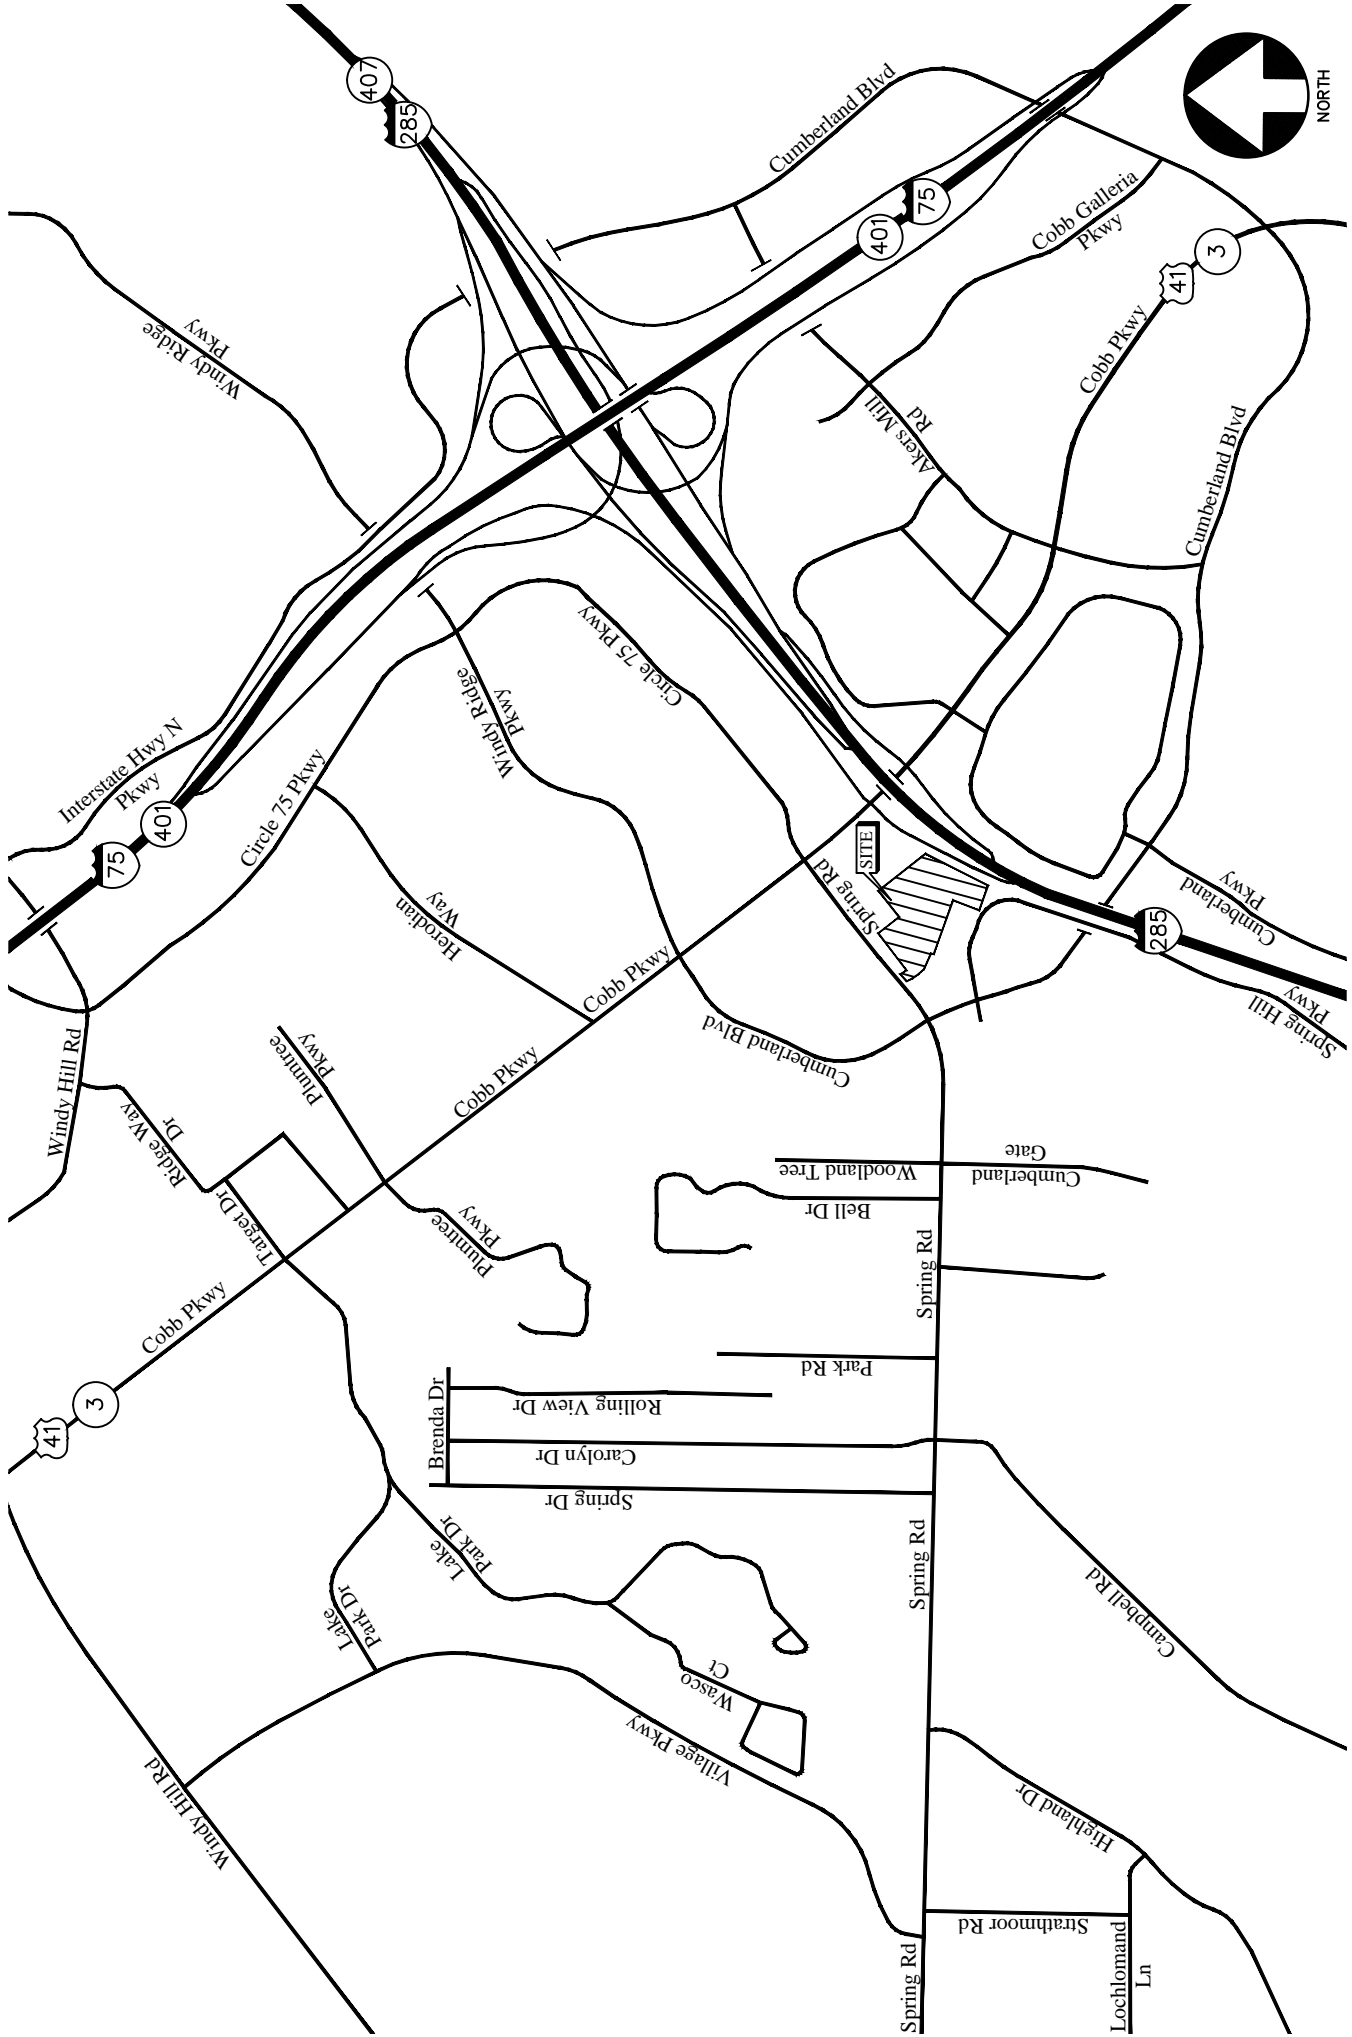 407
285
Cumberland Blvd
NORTH
75
401
Cobb Galleria
Pkwy
3
41
Cobb Pkwy
Windy Ridge
Pkwy
Akers Mill
Rd
Cumberland Blvd
Circle 75 Pkwy
Windy Ridge
Pkwy
Interstate Hwy N
Pkwy
401
75
Circle 75 Pkwy
SITE
Spring Rd
Herodian
Way
Cumberland
Pkwy
285
Spring Hill
Pkwy
Cobb Pkwy
Cumberland Blvd
Windy Hill Rd
Plumtree
Pkwy
Cobb Pkwy
Ridge Way
Dr
Woodland Tree
Cumberland
Gate
Bell Dr
Target Dr
Plumtree
Pkwy
Spring Rd
Cobb Pkwy
Park Rd
3
41
Brenda Dr
Rolling View Dr
Carolyn Dr
Spring Dr
Lake
Park Dr
Spring Rd
Campbell Rd
Lake
Park Dr
Wasco
Ct
Village Pkwy
Windy Hill Rd
Highland Dr
Strathmoor Rd
Spring Rd
Lochlomand
Ln